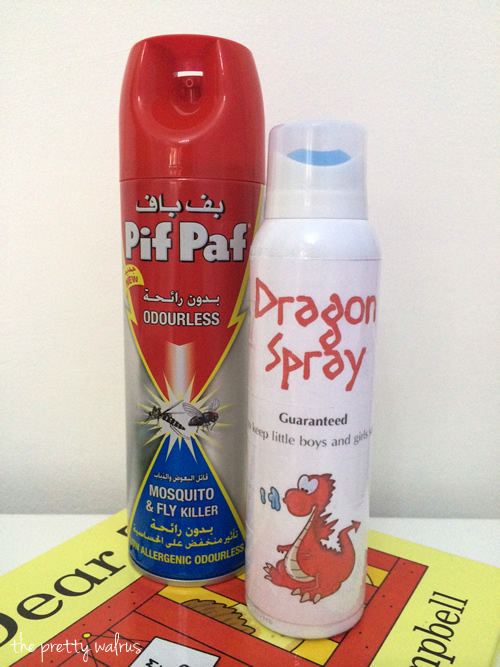 بف باف
Pif Paf
NEW
بدون رائحة
ODOURLESS
قاتل البعوض والذباب
MOSQUITO
& FLY KILLER
بدون رائحة
تأثير منخفض على الحساسية
ALLERGENIC ODOURLESS
Dragon
Spray
Guaranteed
keep little boys and girls
Dear
Campbell
the pretty walrus